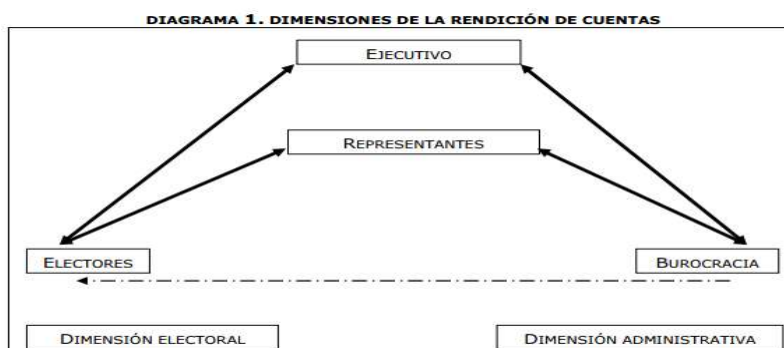 DIAGRAMA 1. DIMENSIONES DE LA RENDICIÓN DE CUENTAS
EJECUTIVO
REPRESENTANTES
ELECTORES
BUROCRACIA
DIMENSIÓN ELECTORAL
DIMENSIÓN ADMINISTRATIVA